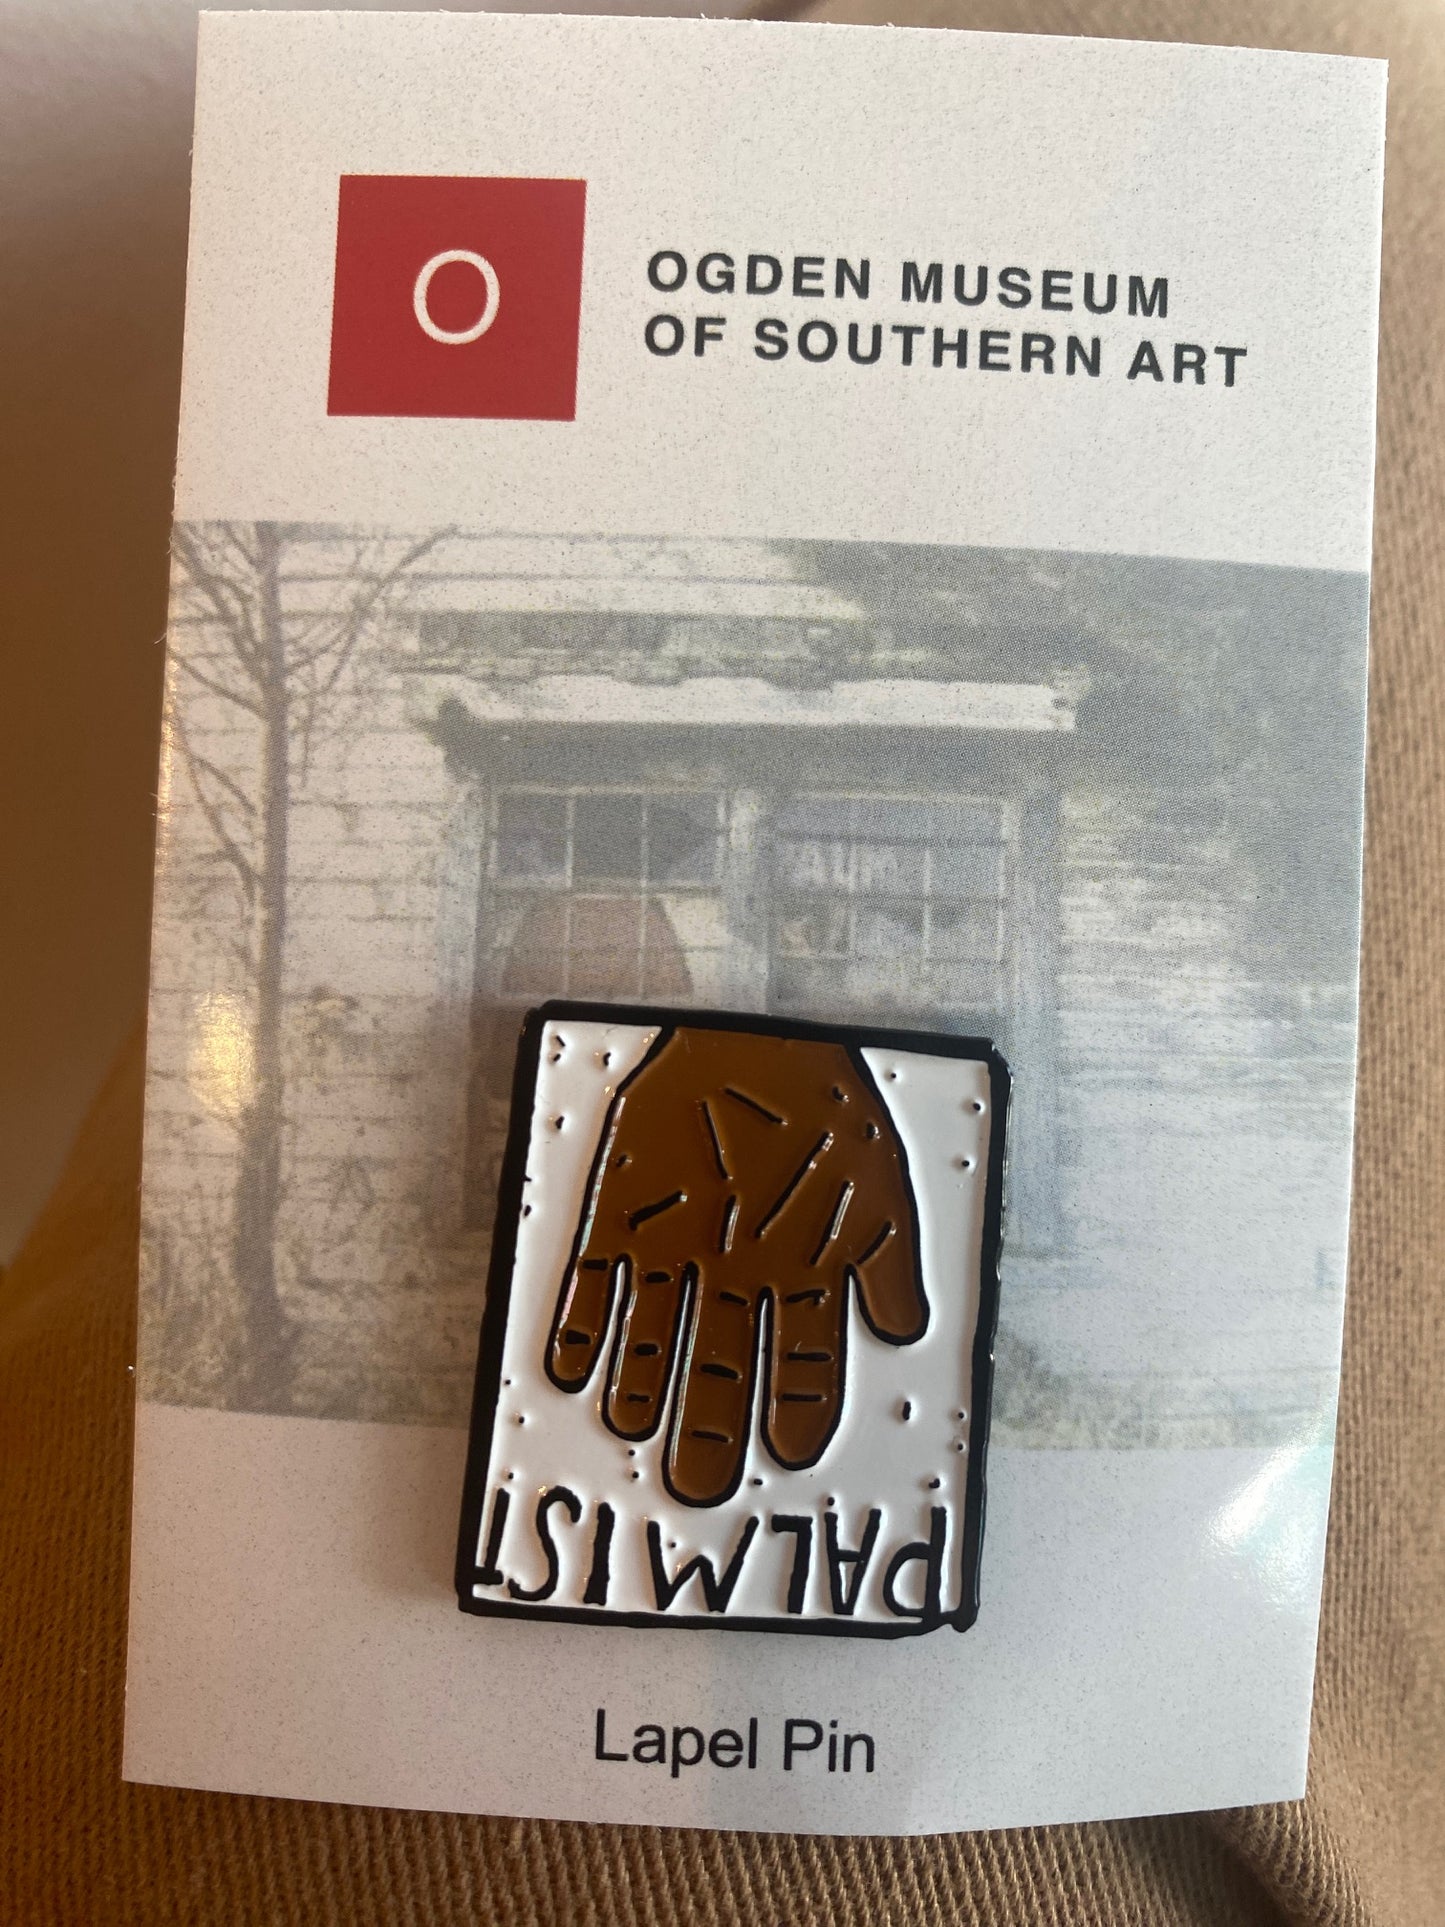 O
OGDEN MUSEUM
OF SOUTHERN ART
PALMIST
Lapel Pin